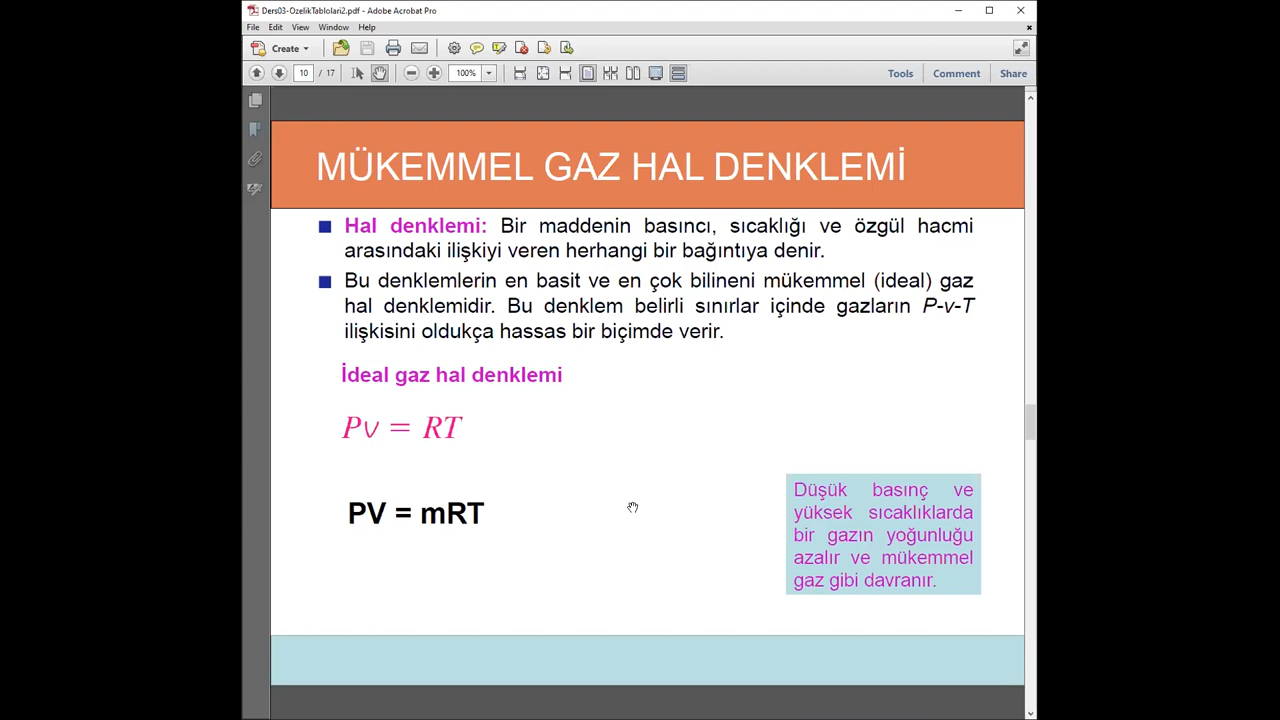 Ders03-OzelikTablolari2.pdf - Adobe Acrobat Pro
File Edit View Window Help
Create
10 / 17 100% Tools Comment Share
MÜKEMMEL GAZ HAL DENKLEMİ
Hal denklemi: Bir maddenin basıncı, sıcaklığı ve özgül hacmi
arasındaki ilişkiyi veren herhangi bir bağıntıya denir.
Bu denklemlerin en basit ve en çok bilineni mükemmel (ideal) gaz
hal denklemidir. Bu denklem belirli sınırlar içinde gazların P-v-T
ilişkisini oldukça hassas bir biçimde verir.
İdeal gaz hal denklemi
Pv = RT
PV = mRT
Düşük basınç ve
yüksek sıcaklıklarda
bir gazın yoğunluğu
azalır ve mükemmel
gaz gibi davranır.